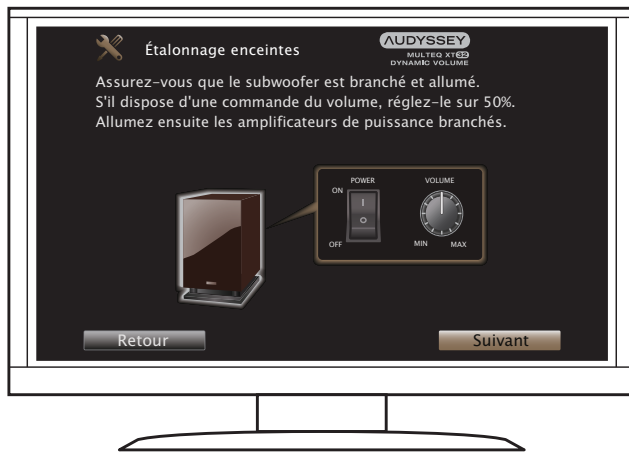 Étalonnage enceintes
AUDYSSEY
MULTEQ XT32
DYNAMIC VOLUME
Assurez-vous que le subwoofer est branché et allumé.
S'il dispose d'une commande du volume, réglez-le sur 50%.
Allumez ensuite les amplificateurs de puissance branchés.
POWER
VOLUME
ON
OFF
MIN
MAX
Retour
Suivant